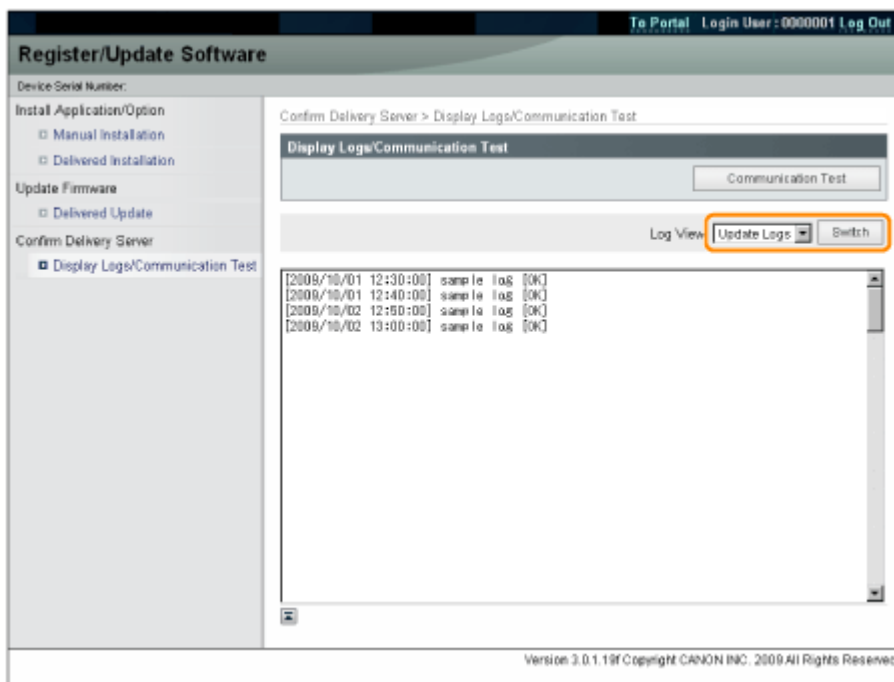 To Portal Login User : 0000001 Log Out
Register/Update Software
Device Serial Number:
Install Application/Option
Manual Installation
Delivered Installation
Update Firmware
Delivered Update
Confirm Delivery Server
Display Logs/Communication Test
Confirm Delivery Server > Display Logs/Communication Test
Display Logs/Communication Test
Communication Test
Log View Update Logs Switch
[2009/10/01 12:30:00] sample log [OK]
[2009/10/01 12:40:00] sample log [OK]
[2009/10/02 12:50:00] sample log [OK]
[2009/10/02 13:00:00] sample log [OK]
Version 3.0.1.19f Copyright CANON INC. 2009 All Rights Reserved